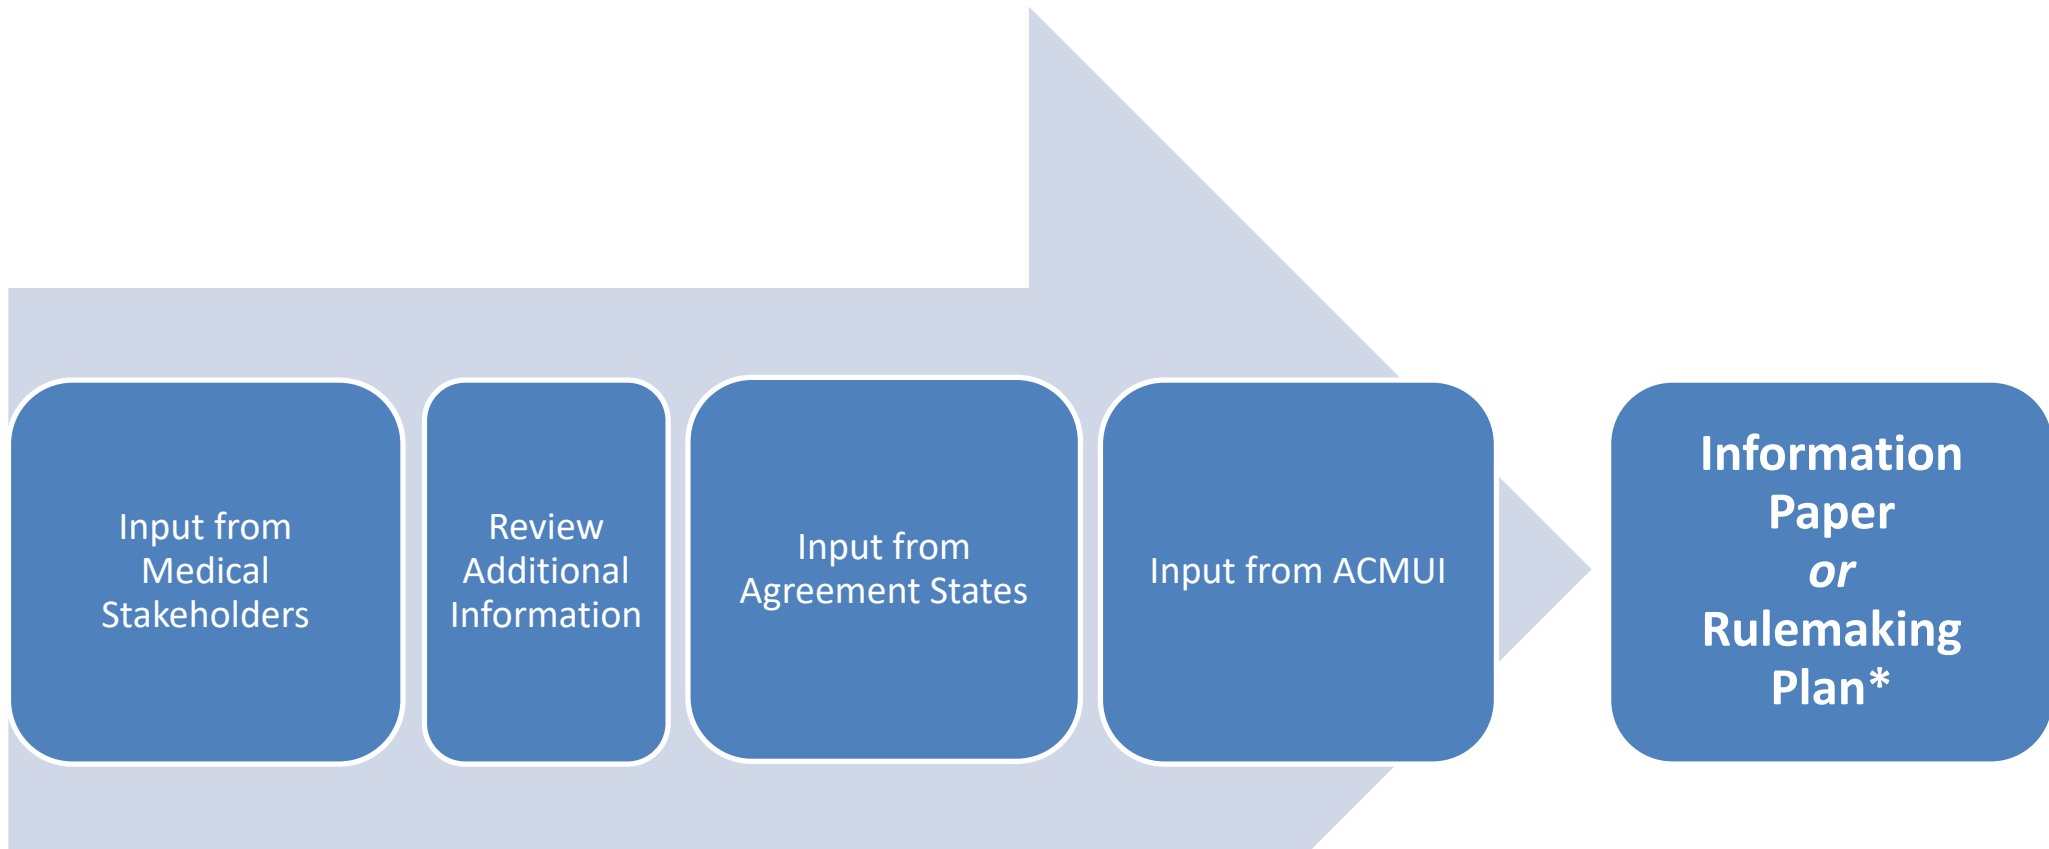 Input from
Medical
Stakeholders
Review
Additional
Information
Input from
Agreement States
Input from ACMUI
Information
Paper
or
Rulemaking
Plan*